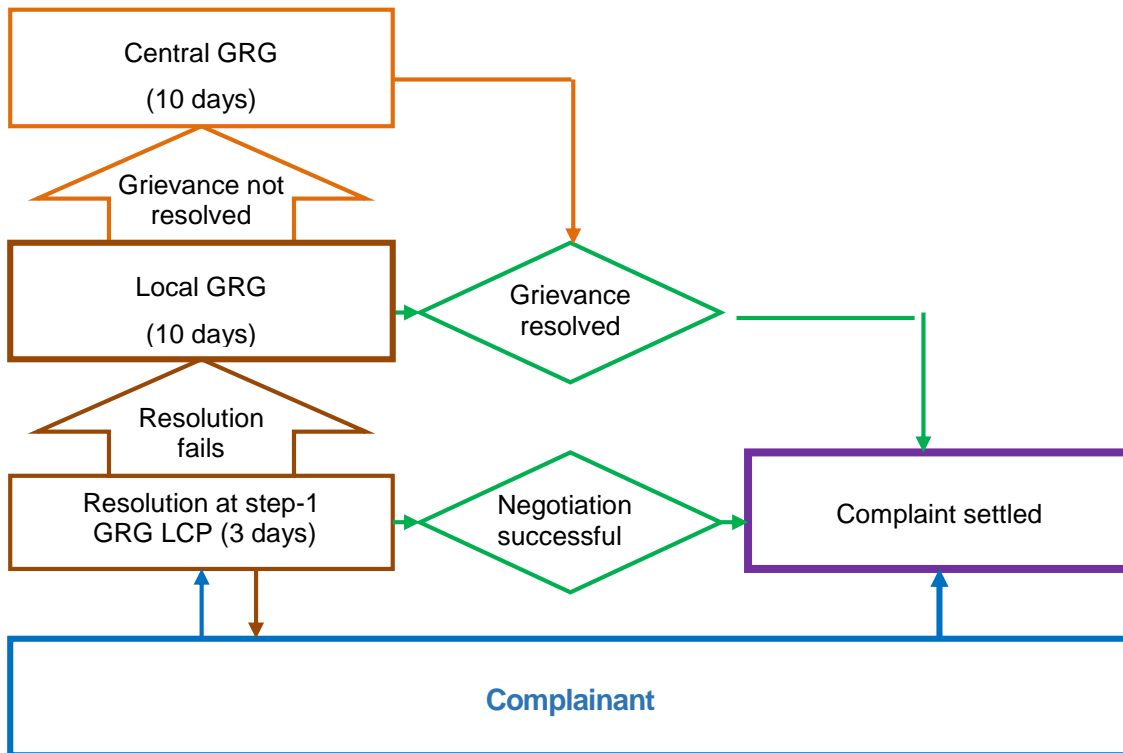 Central GRG
(10 days)
Grievance not
resolved
Local GRG
(10 days)
Grievance
resolved
Resolution
fails
Resolution at step-1
GRG LCP (3 days)
Negotiation
successful
Complaint settled
Complainant